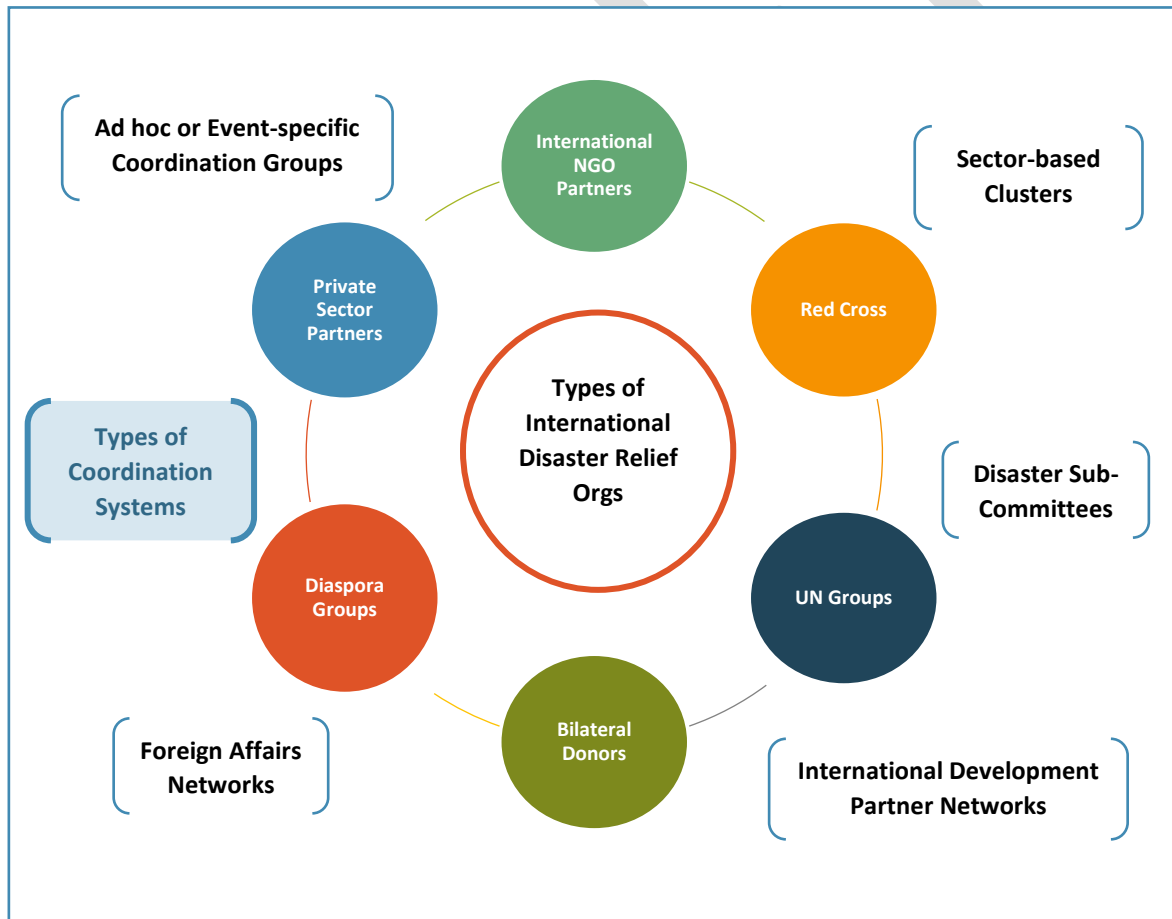 Ad hoc or Event-specific
Coordination Groups
International
NGO
Partners
Sector-based
Clusters
Private
Sector
Partners
Red Cross
Types of
International
Disaster Relief
Orgs
Types of
Coordination
Systems
Disaster Sub-
Committees
Diaspora
Groups
UN Groups
Foreign Affairs
Networks
Bilateral
Donors
International Development
Partner Networks